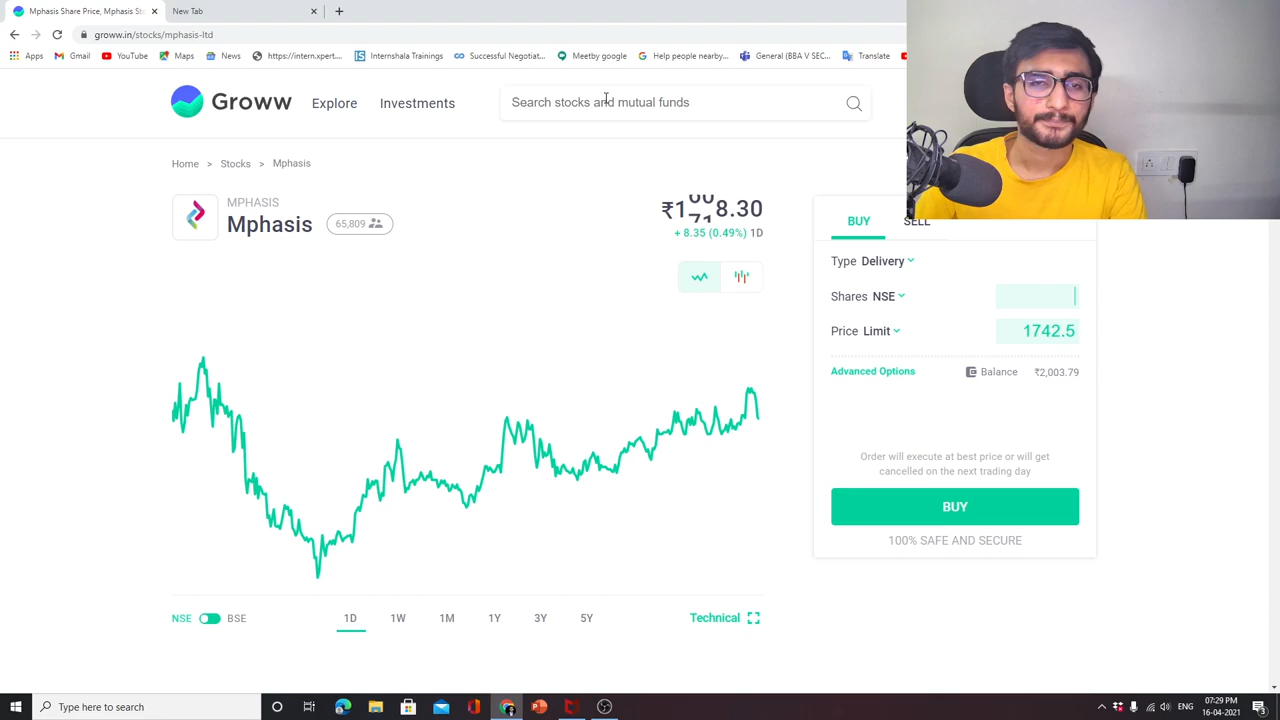 Mphasis Share Price, Mphasis St
New Tab
groww.in/stocks/mphasis-ltd
Apps
Gmail
YouTube
Maps
News
https://intern.xpert....
Internshala Trainings
Successful Negotiat...
Meetby google
Help people nearby...
General (BBA V SEC...
Translate
Groww
Explore
Investments
Search stocks and mutual funds
Home > Stocks > Mphasis
MPHASIS
Mphasis
65,809
8.30
+ 8.35 (0.49%) 1D
BUY
SELL
Type Delivery
Shares NSE
Price Limit
1742.5
Advanced Options
Balance ₹2,003.79
Order will execute at best price or will get
cancelled on the next trading day
BUY
100% SAFE AND SECURE
NSE
BSE
1D
1W
1M
1Y
3Y
5Y
Technical
Type here to search
07:29 PM
16-04-2021